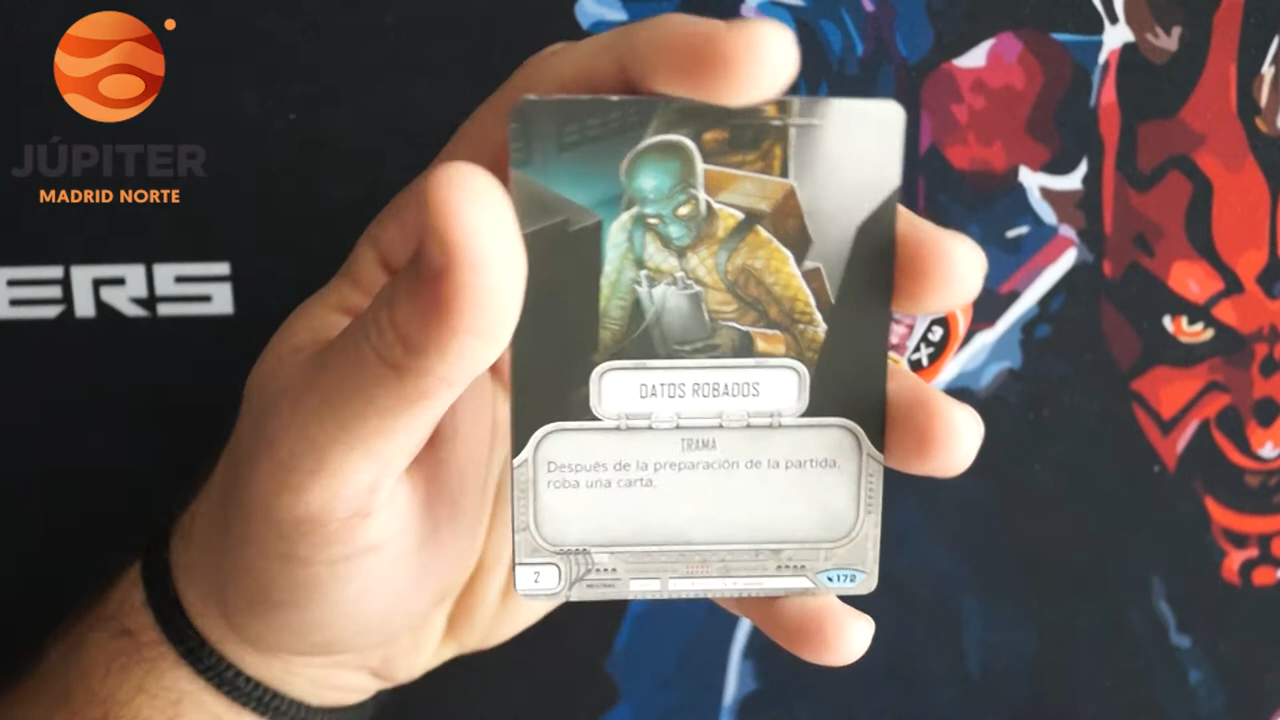 JÚPITER
MADRID NORTE
ERS
DATOS ROBADOS
TRAMA
Después de la preparación de la partida,
roba una carta.
2
NEUTRAL
172